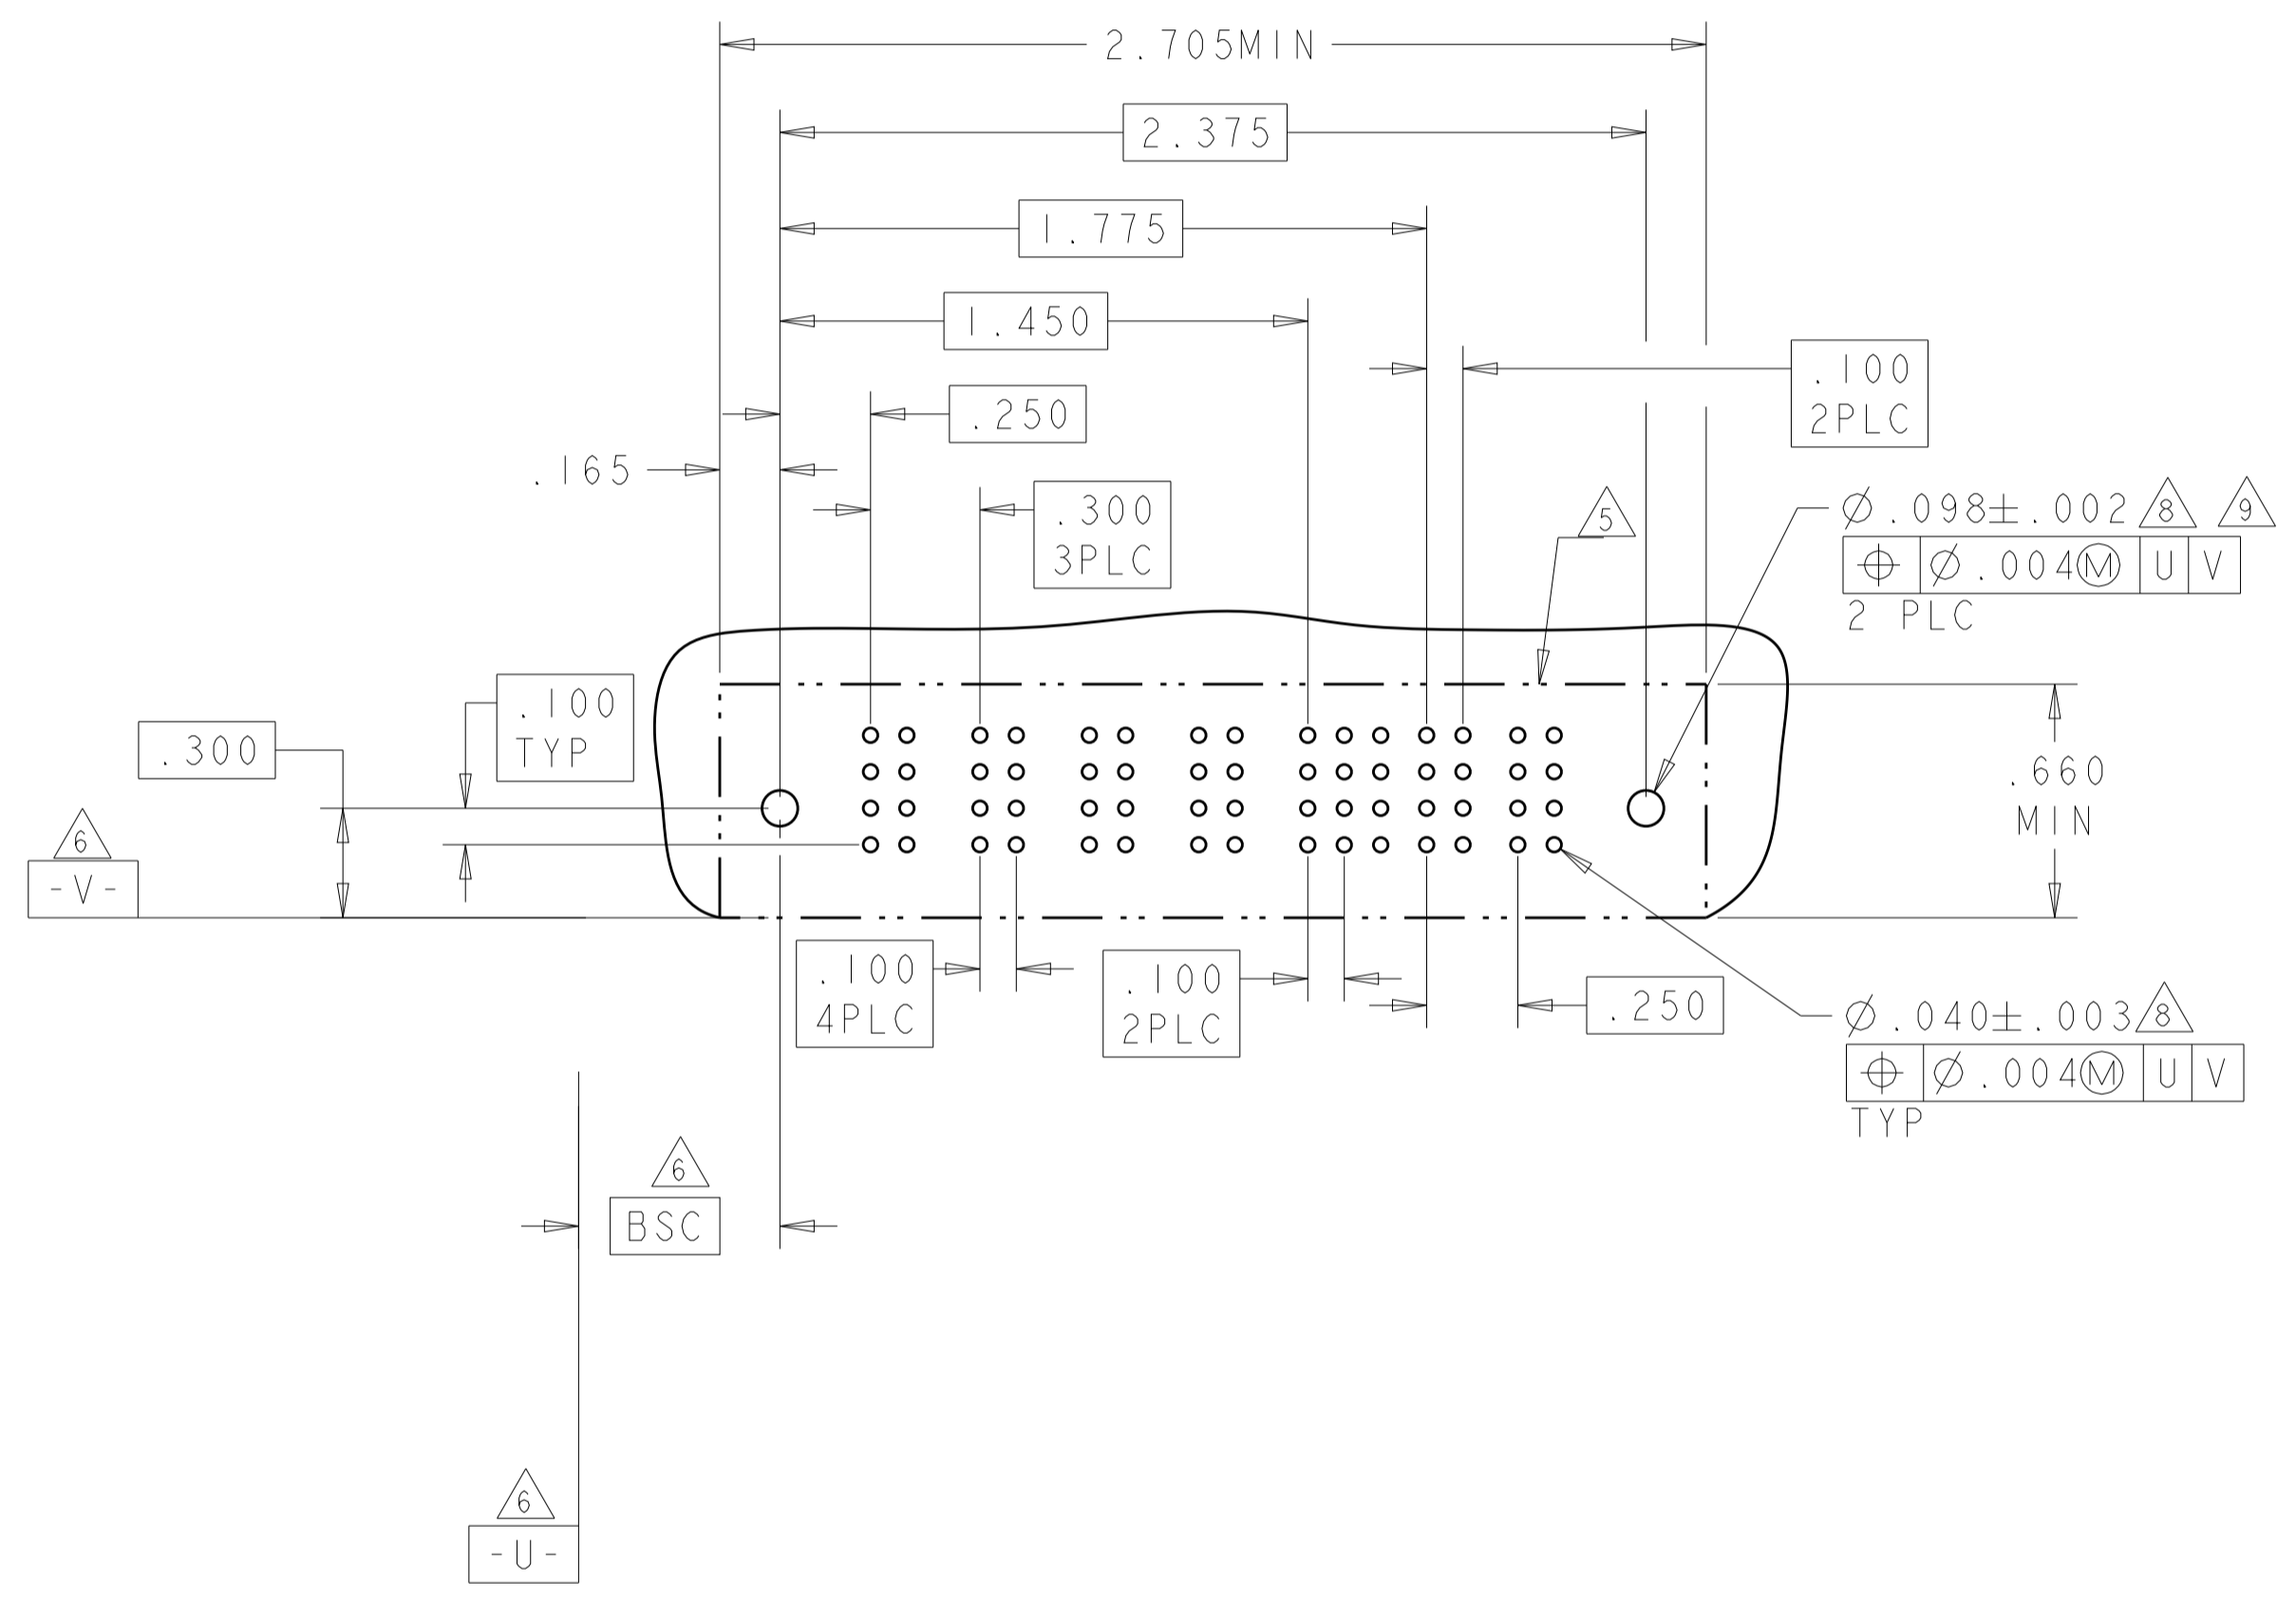 2.705MIN
2.375
1.775
1.450
.100
2PLC
.250
.165
.300
3PLC
5
Ø.098±.002 8 9
⌖ Ø.004Ⓜ U V
2 PLC
.100
TYP
.300
.660
MIN
6
-V-
.100
4PLC
.100
2PLC
.250
Ø.040±.003 8
⌖ Ø.004Ⓜ U V
TYP
6
BSC
6
-U-